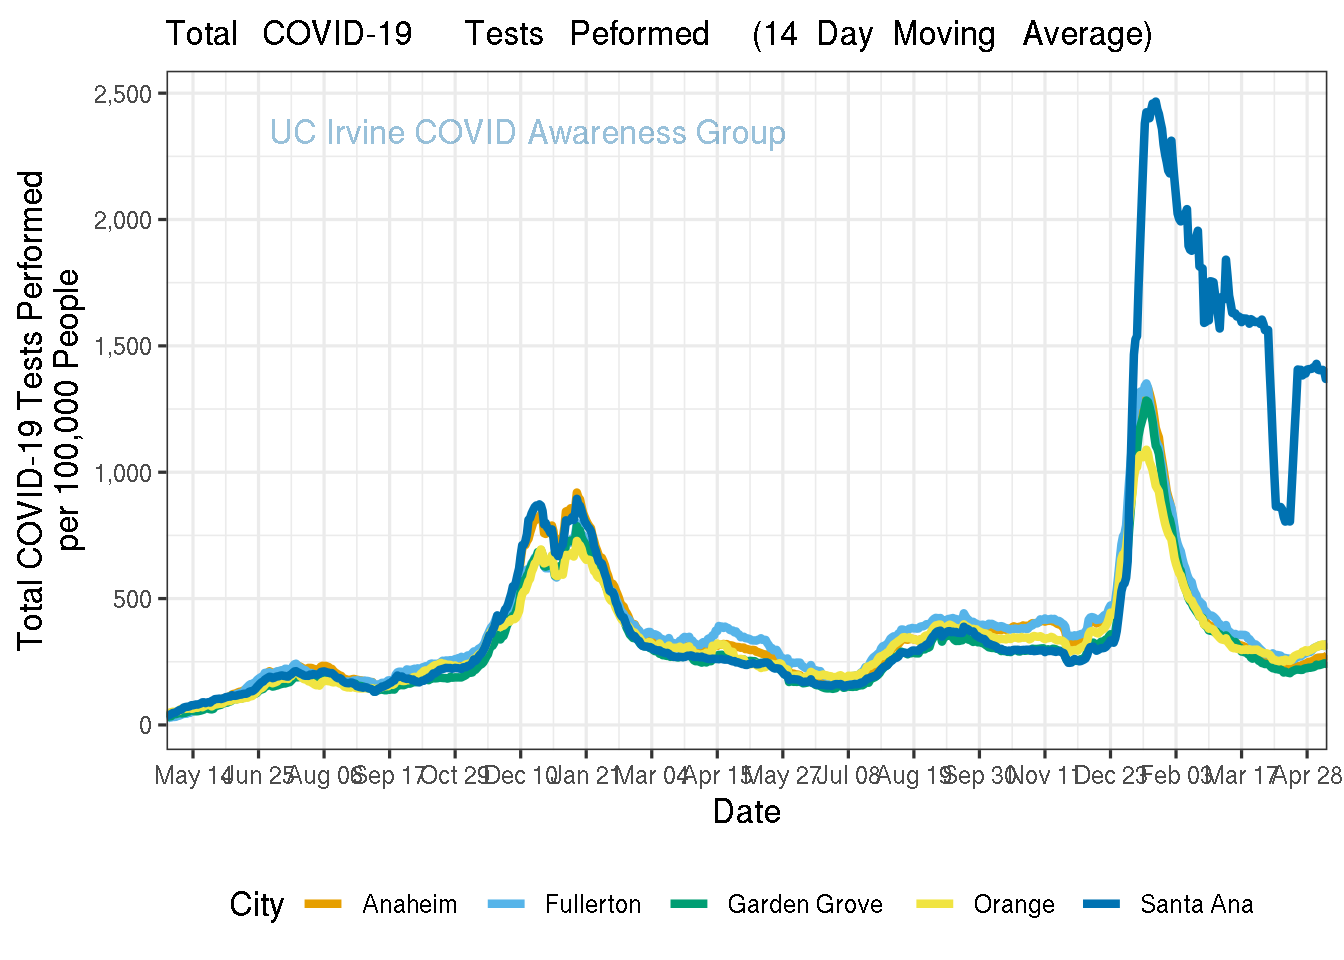 Total COVID-19 Tests Peformed (14 Day Moving Average)
UC Irvine COVID Awareness Group
Total COVID-19 Tests Performed
per 100,000 People
2,500
2,000
1,500
1,000
500
0
May 14 Jun 25 Aug 06 Sep 17 Oct 29 Dec 10 Jan 21 Mar 04 Apr 15 May 27 Jul 08 Aug 19 Sep 30 Nov 11 Dec 23 Feb 03 Mar 17 Apr 28
Date
City Anaheim Fullerton Garden Grove Orange Santa Ana